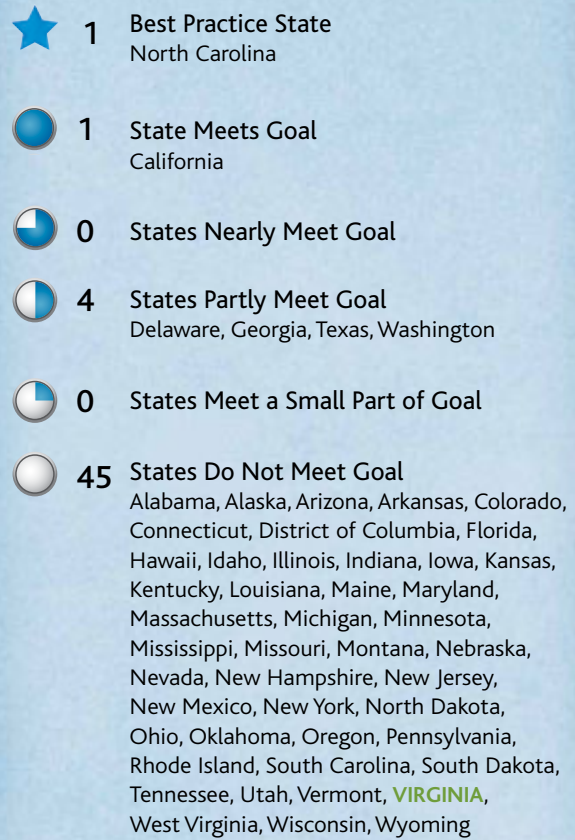 1 Best Practice State
North Carolina
1 State Meets Goal
California
0 States Nearly Meet Goal
4 States Partly Meet Goal
Delaware, Georgia, Texas, Washington
0 States Meet a Small Part of Goal
45 States Do Not Meet Goal
Alabama, Alaska, Arizona, Arkansas, Colorado,
Connecticut, District of Columbia, Florida,
Hawaii, Idaho, Illinois, Indiana, Iowa, Kansas,
Kentucky, Louisiana, Maine, Maryland,
Massachusetts, Michigan, Minnesota,
Mississippi, Missouri, Montana, Nebraska,
Nevada, New Hampshire, New Jersey,
New Mexico, New York, North Dakota,
Ohio, Oklahoma, Oregon, Pennsylvania,
Rhode Island, South Carolina, South Dakota,
Tennessee, Utah, Vermont, VIRGINIA,
West Virginia, Wisconsin, Wyoming